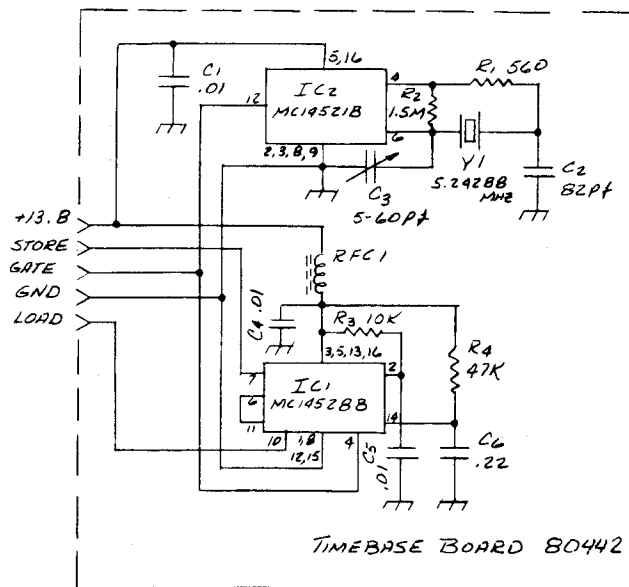 5,16
C1
.01
IC2
MC14521B
12
4
R1 560
R2
1.5M
6
2,3,8,9
Y1
5.24288
MHZ
C2
82Pf
C3
5-60Pf
+13.8
STORE
GATE
GND
LOAD
RFC1
C4 .01
R3 10K
3,5,13,16
R4
47K
7
IC1
MC14528B
2
6
11
14
10
1,8
12,15
4
C5
.01
C6
.22
TIMEBASE BOARD 80442